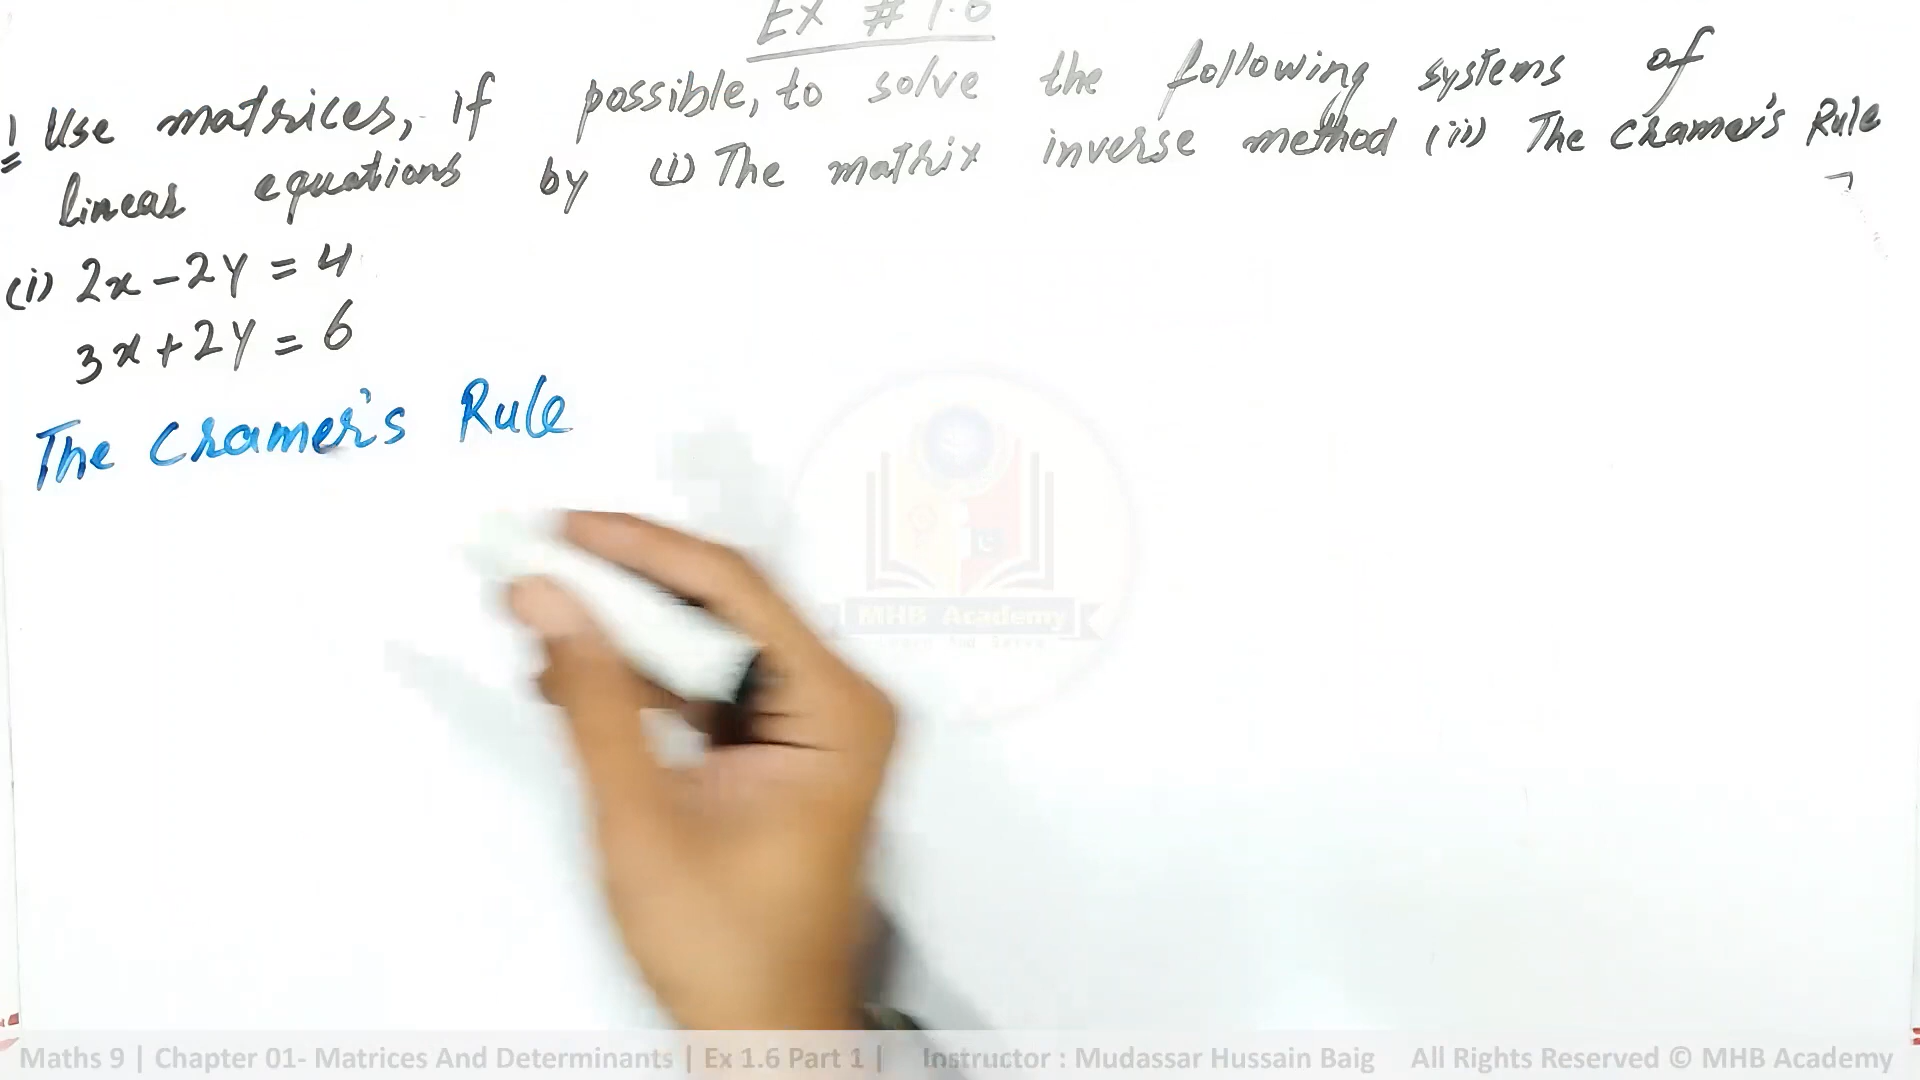 Ex # 1.6
1 Use matrices, if possible, to solve the following systems of
linear equations by (i) The matrix inverse method (ii) The Cramer's Rule
(i) 2x - 2y = 4
3x + 2y = 6
The Cramer's Rule
MHB Academy
Maths 9 | Chapter 01- Matrices And Determinants | Ex 1.6 Part 1 | Instructor : Mudassar Hussain Baig All Rights Reserved © MHB Academy